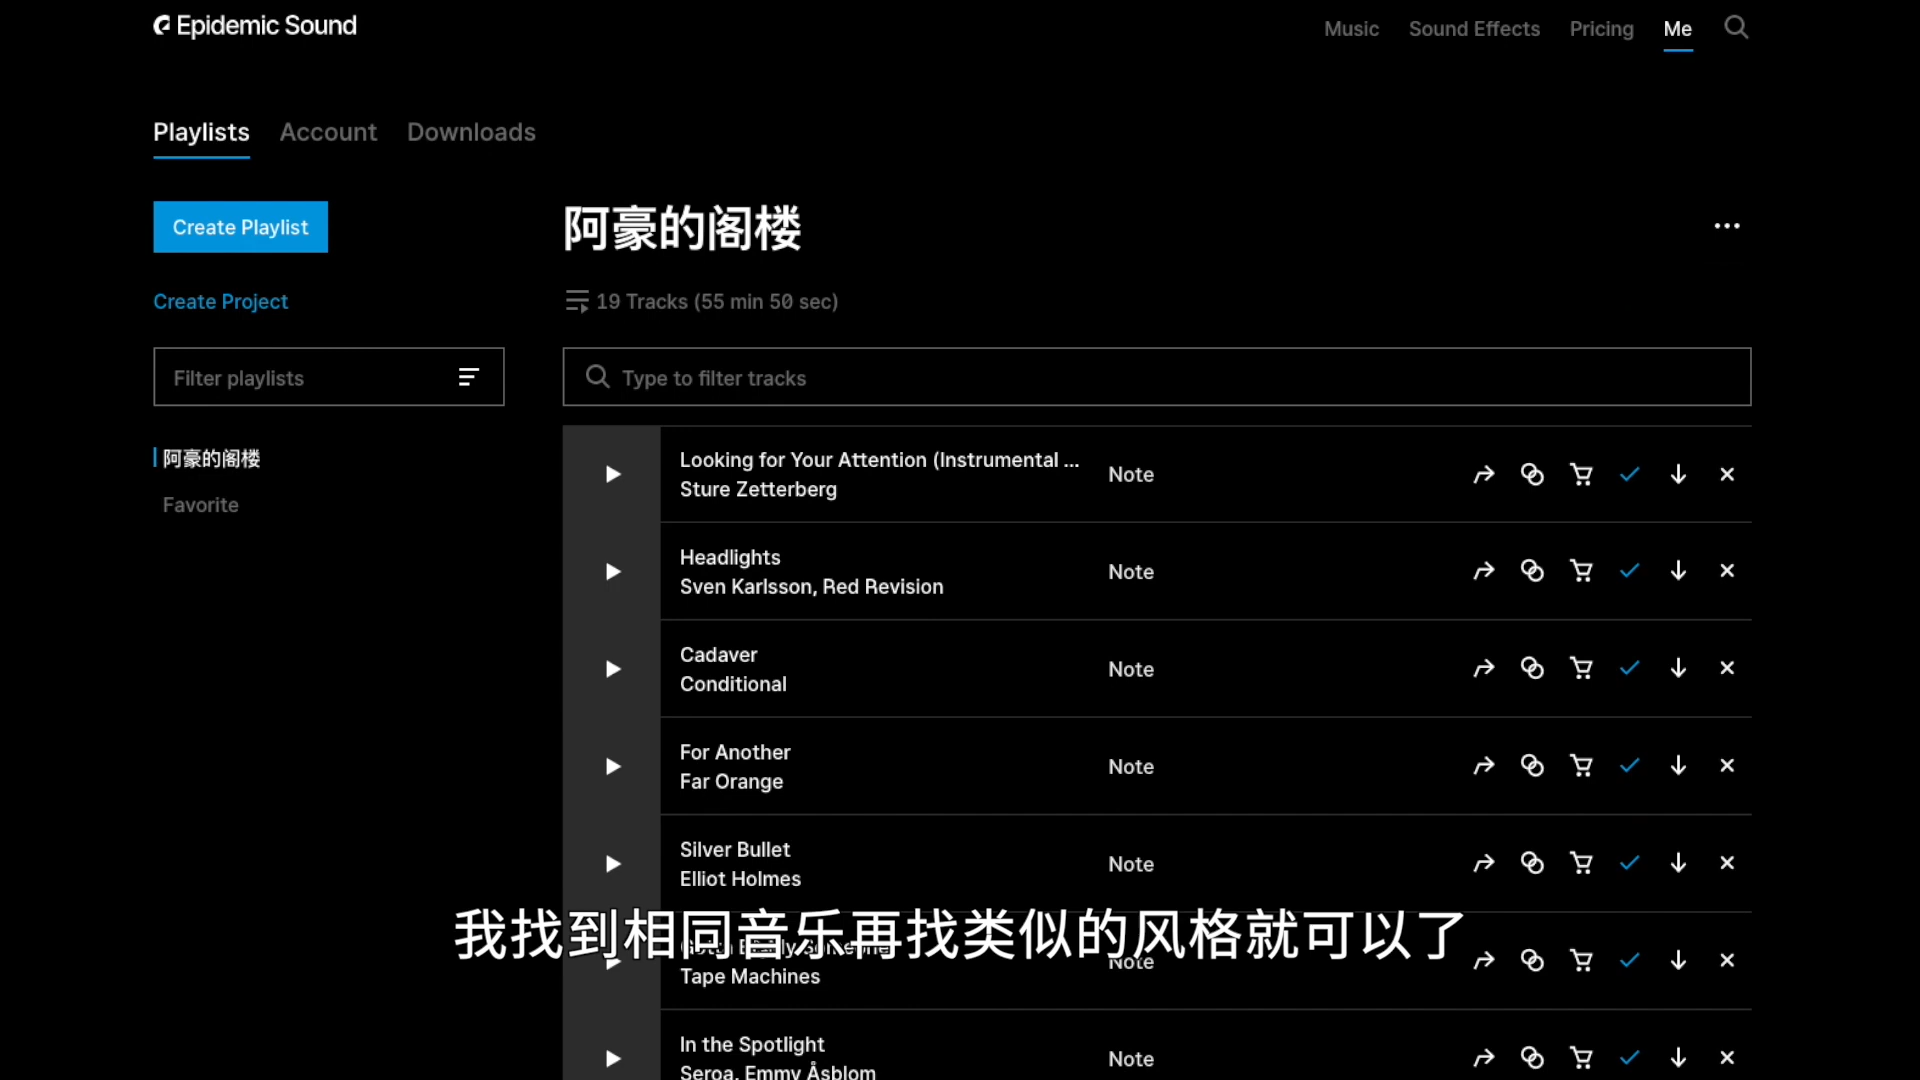 Epidemic Sound
Music Sound Effects Pricing Me
Playlists Account Downloads
Create Playlist
Create Project
Filter playlists
阿豪的阁楼
Favorite
阿豪的阁楼
19 Tracks (55 min 50 sec)
Type to filter tracks
Looking for Your Attention (Instrumental ...
Sture Zetterberg
Note
Headlights
Sven Karlsson, Red Revision
Note
Cadaver
Conditional
Note
For Another
Far Orange
Note
Silver Bullet
Elliot Holmes
Note
我找到相同音乐再找类似的风格就可以了
Tape Machines
Note
In the Spotlight
Seroa, Emmy Åsblom
Note